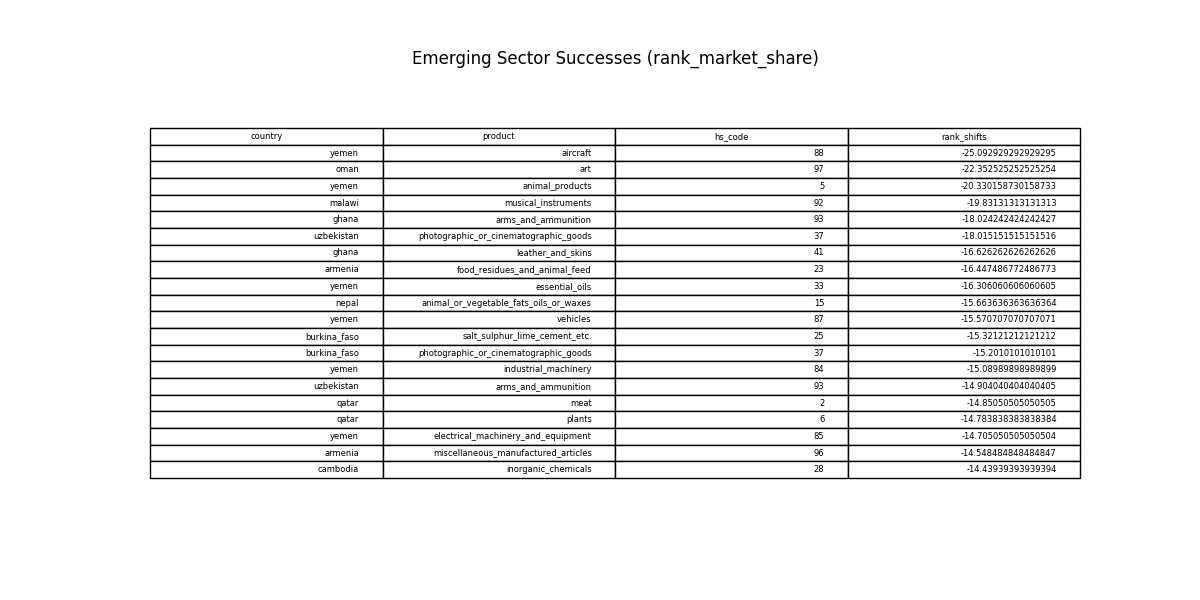 Emerging Sector Successes (rank_market_share)
country product hs_code rank_shifts
yemen aircraft 88 -25.092929292929295
oman art 97 -22.352525252525254
yemen animal_products 5 -20.330158730158733
malawi musical_instruments 92 -19.83131313131313
ghana arms_and_ammunition 93 -18.024242424242427
uzbekistan photographic_or_cinematographic_goods 37 -18.015151515151516
ghana leather_and_skins 41 -16.626262626262626
armenia food_residues_and_animal_feed 23 -16.447486772486773
yemen essential_oils 33 -16.306060606060605
nepal animal_or_vegetable_fats_oils_or_waxes 15 -15.663636363636364
yemen vehicles 87 -15.570707070707071
burkina_faso salt_sulphur_lime_cement_etc. 25 -15.32121212121212
burkina_faso photographic_or_cinematographic_goods 37 -15.2010101010101
yemen industrial_machinery 84 -15.08989898989899
uzbekistan arms_and_ammunition 93 -14.904040404040405
qatar meat 2 -14.85050505050505
qatar plants 6 -14.783838383838384
yemen electrical_machinery_and_equipment 85 -14.705050505050504
armenia miscellaneous_manufactured_articles 96 -14.548484848484847
cambodia inorganic_chemicals 28 -14.43939393939394